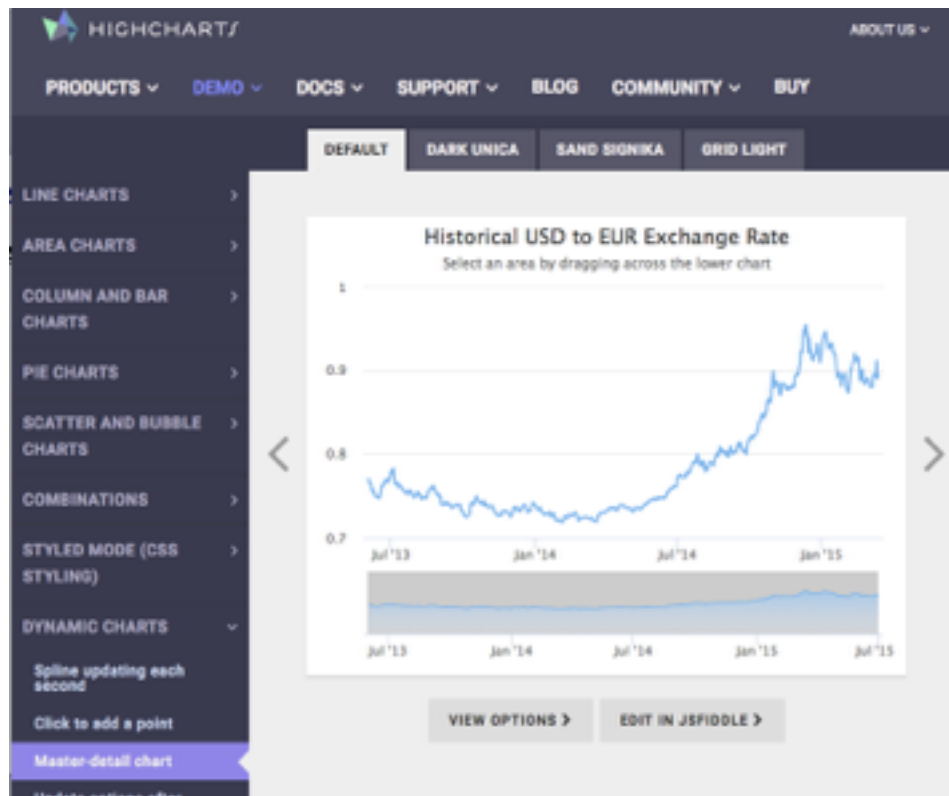 HIGHCHARTS
ABOUT US
PRODUCTS DEMO DOCS SUPPORT BLOG COMMUNITY BUY
DEFAULT DARK UNICA SAND SIGNIKA GRID LIGHT
LINE CHARTS
AREA CHARTS
COLUMN AND BAR
CHARTS
PIE CHARTS
SCATTER AND BUBBLE
CHARTS
COMBINATIONS
STYLED MODE (CSS
STYLING)
DYNAMIC CHARTS
Spline updating each
second
Click to add a point
Master-detail chart
Update options after
Historical USD to EUR Exchange Rate
Select an area by dragging across the lower chart
1
0.9
0.8
0.7
Jul '13 Jan '14 Jul '14 Jan '15
Jul '13 Jan '14 Jul '14 Jan '15 Jul '15
VIEW OPTIONS EDIT IN JSFIDDLE